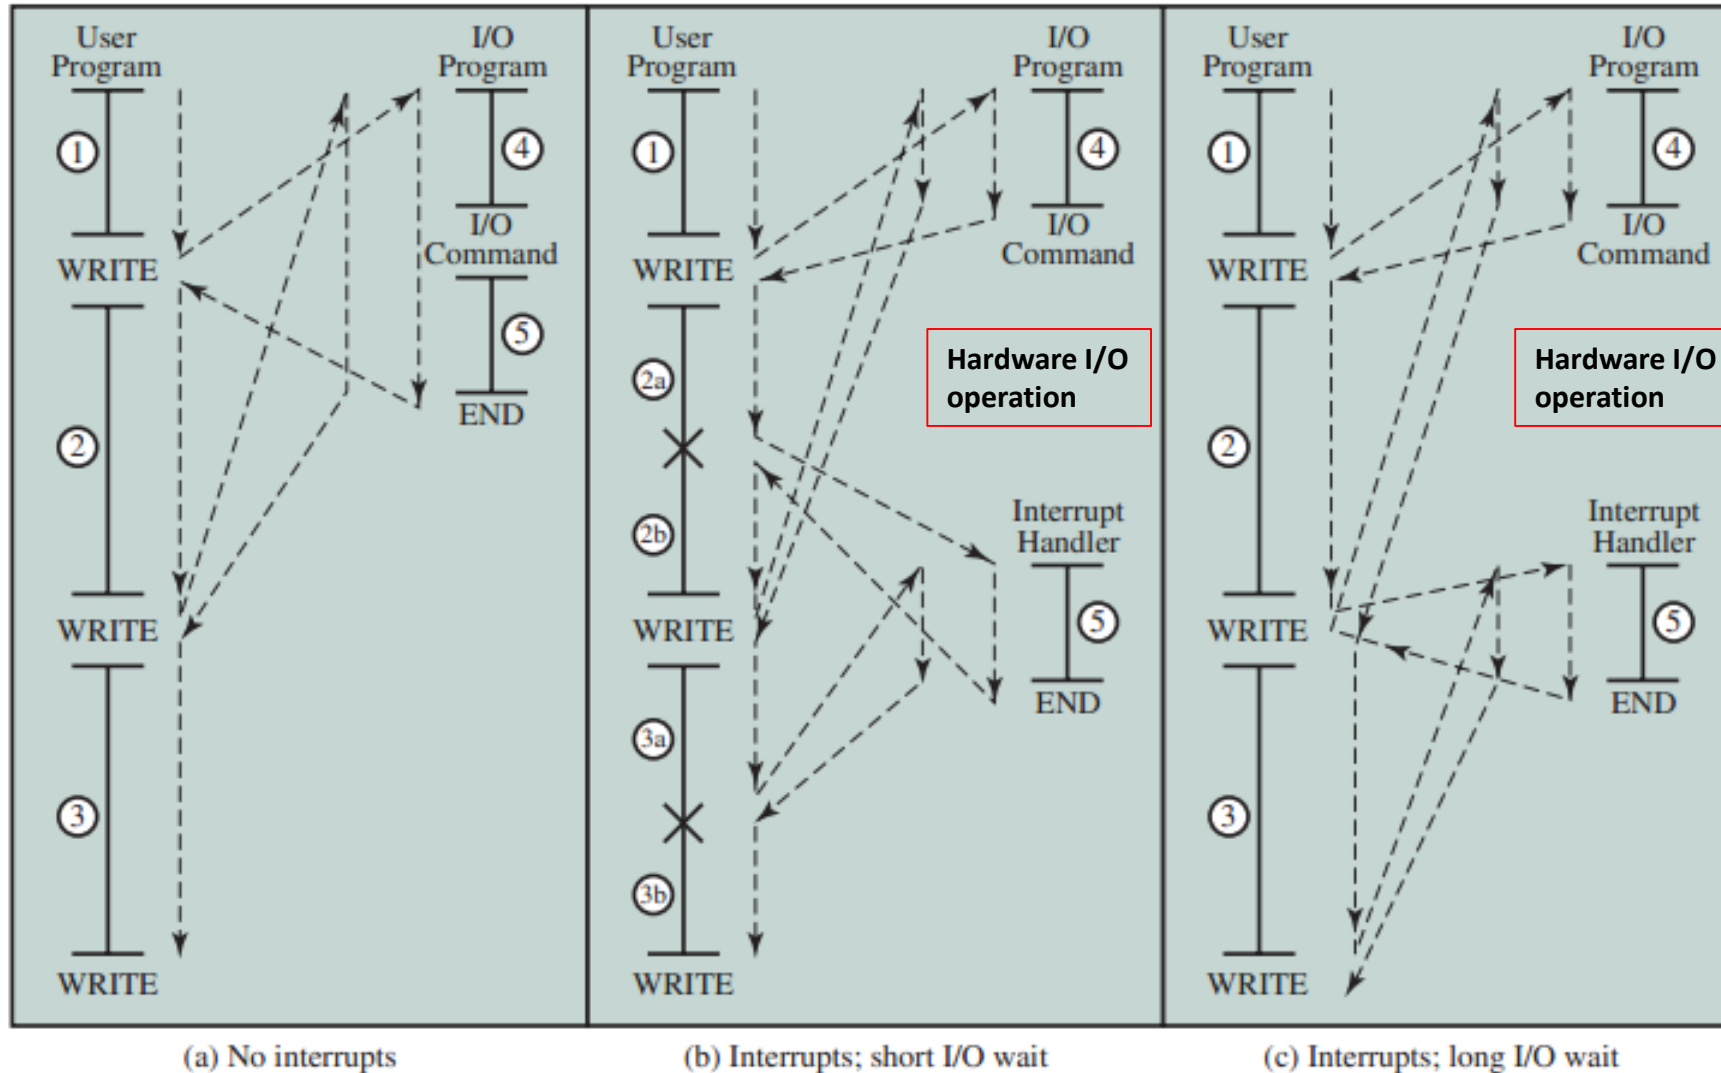 User
Program
I/O
Program
1
4
I/O
Command
WRITE
5
END
2
WRITE
3
WRITE
(a) No interrupts
User
Program
I/O
Program
1
4
I/O
Command
WRITE
Hardware I/O
operation
2a
2b
Interrupt
Handler
WRITE
5
END
3a
3b
WRITE
(b) Interrupts; short I/O wait
User
Program
I/O
Program
1
4
I/O
Command
WRITE
Hardware I/O
operation
2
Interrupt
Handler
WRITE
5
END
3
WRITE
(c) Interrupts; long I/O wait